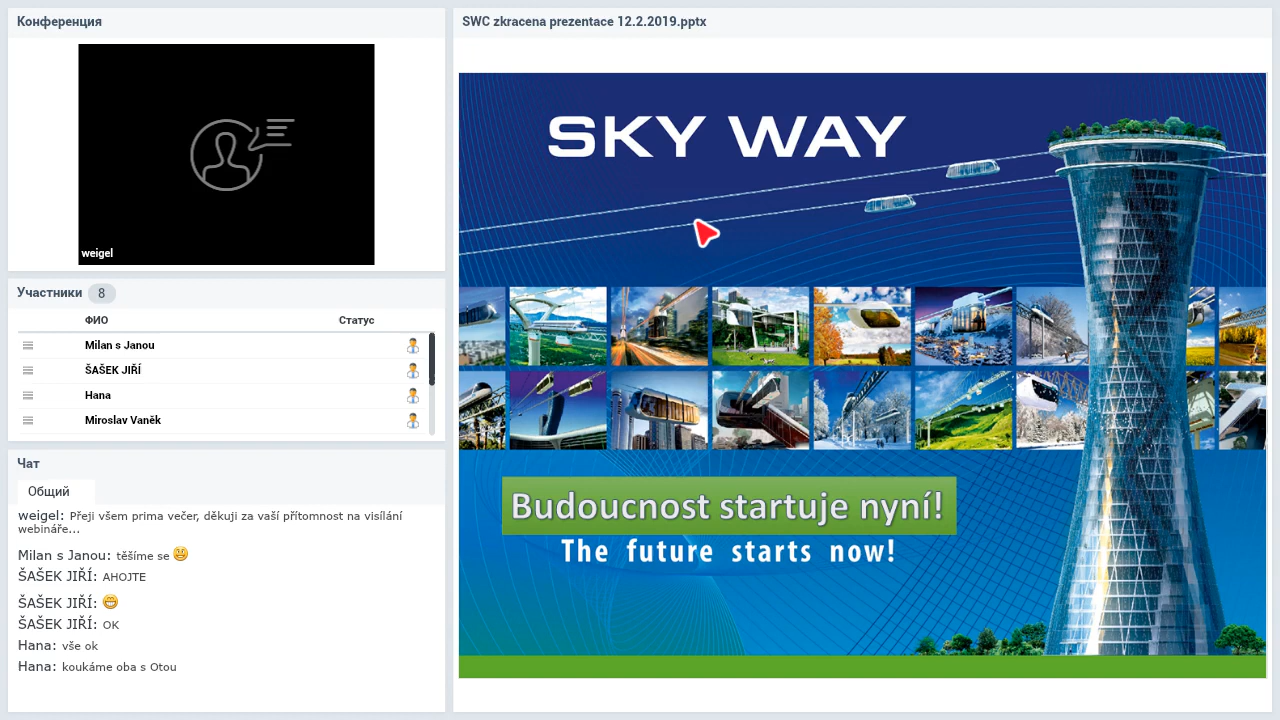 Конференция
weigel
Участники 8
ФИО Статус
Milan s Janou
ŠAŠEK JIŘÍ
Hana
Miroslav Vaněk
Чат
Общий
weigel: Přeji všem prima večer, děkuji za vaší přítomnost na visílání
webináře...
Milan s Janou: těšíme se
ŠAŠEK JIŘÍ: AHOJTE
ŠAŠEK JIŘÍ:
ŠAŠEK JIŘÍ: OK
Hana: vše ok
Hana: koukáme oba s Otou
SWC zkracena prezentace 12.2.2019.pptx
SKY WAY
Budoucnost startuje nyní!
The future starts now!